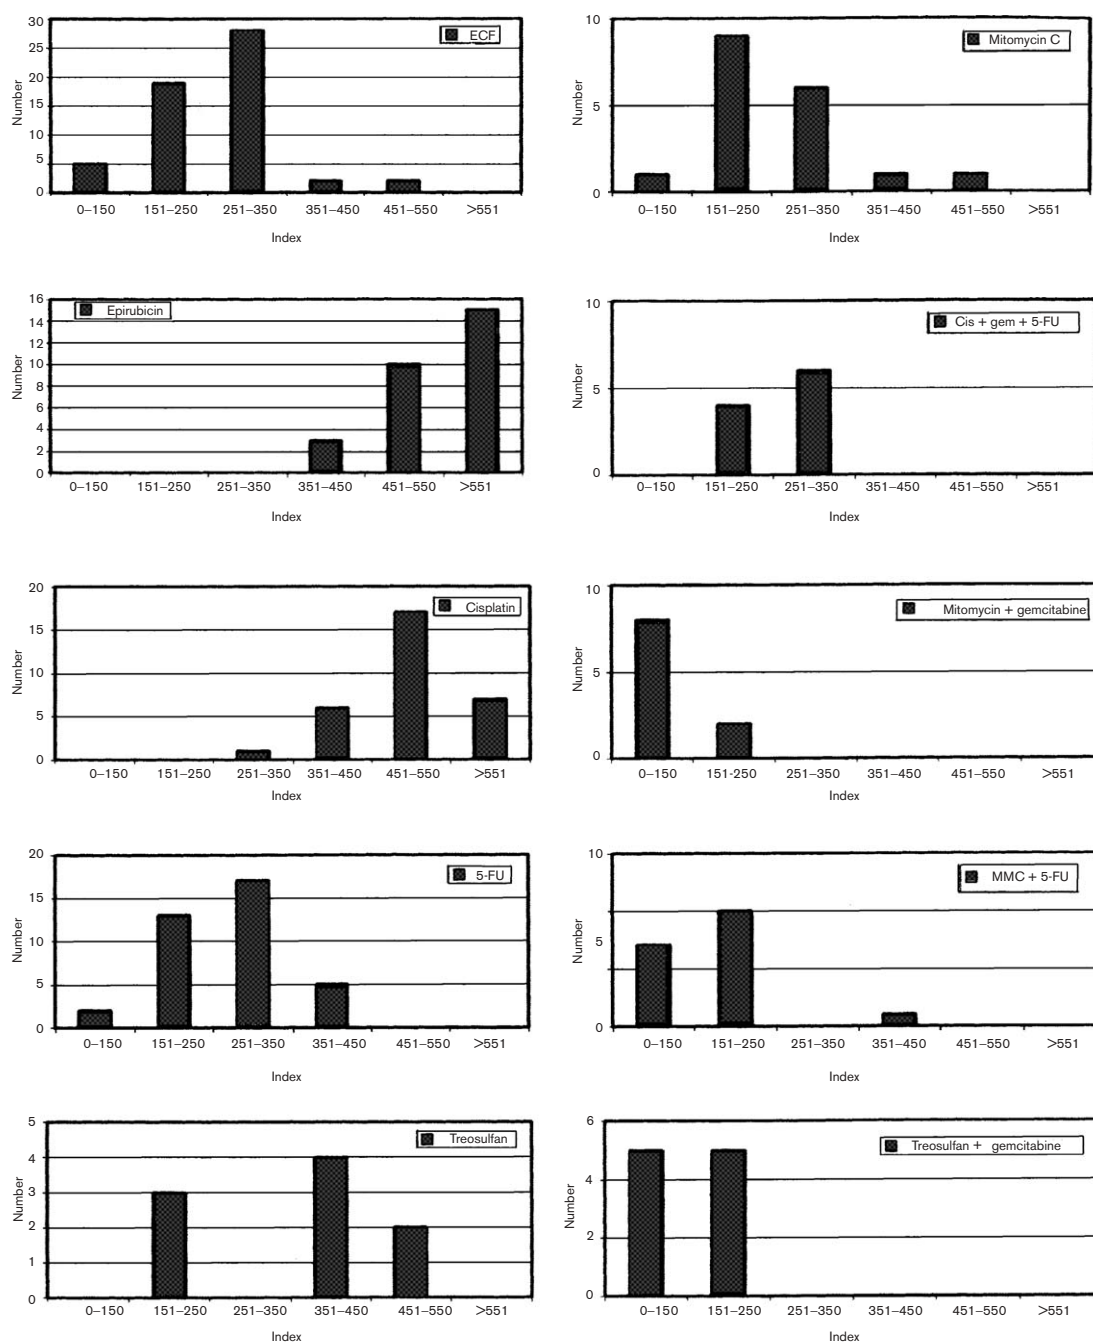 30
25
20
15
10
5
0
Number
ECF
0–150 151–250 251–350 351–450 451–550 >551
Index
10
5
0
Number
Mitomycin C
0–150 151–250 251–350 351–450 451–550 >551
Index
16
14
12
10
8
6
4
2
0
Number
Epirubicin
0–150 151–250 251–350 351–450 451–550 >551
Index
10
5
0
Number
Cis + gem + 5-FU
0–150 151–250 251–350 351–450 451–550 >551
Index
20
15
10
5
0
Number
Cisplatin
0–150 151–250 251–350 351–450 451–550 >551
Index
10
5
0
Number
Mitomycin + gemcitabine
0–150 151–250 251–350 351–450 451–550 >551
Index
20
15
10
5
0
Number
5-FU
0–150 151–250 251–350 351–450 451–550 >551
Index
10
5
0
Number
MMC + 5-FU
0–150 151–250 251–350 351–450 451–550 >551
Index
5
4
3
2
1
0
Number
Treosulfan
0–150 151–250 251–350 351–450 451–550 >551
Index
6
4
2
0
Number
Treosulfan + gemcitabine
0–150 151–250 251–350 351–450 451–550 >551
Index